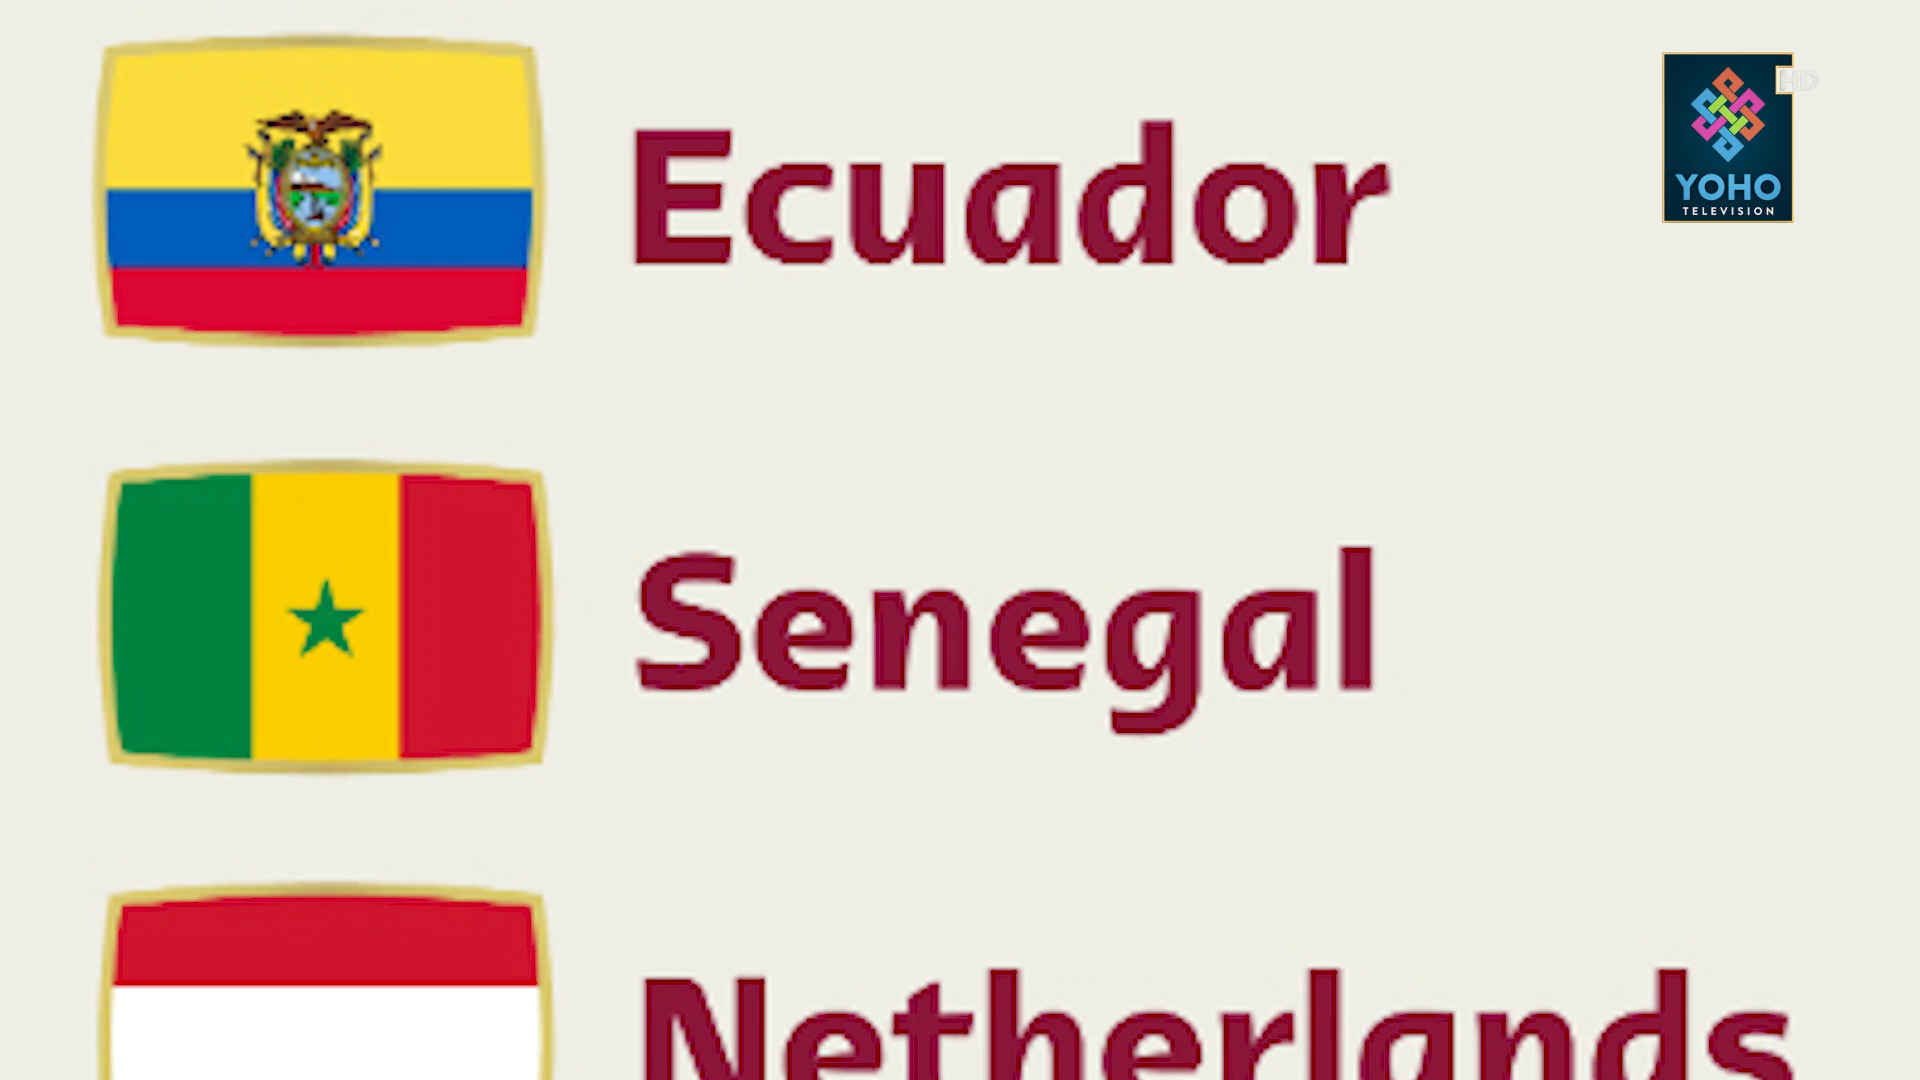 Ecuador
HD
YOHO
TELEVISION
Senegal
Netherlands